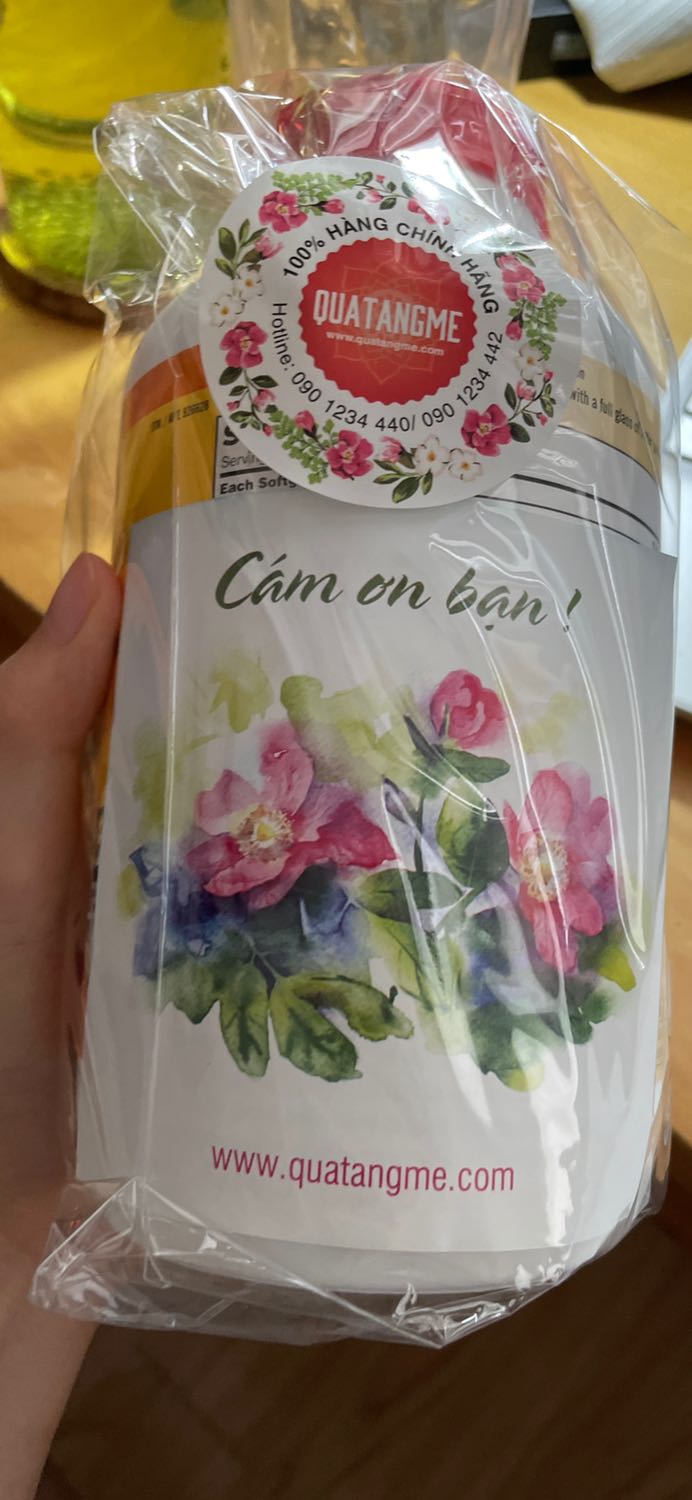 100% HÀNG CHÍNH HÃNG
QUATANGME
www.quatangme.com
Hotline: 090 1234 440/ 090 1234 442
with a full glass of
Servin
Each Softg
Cám ơn bạn !
www.quatangme.com